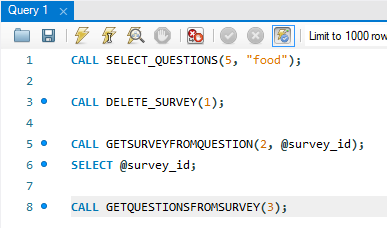 Query 1
Limit to 1000 row
1 CALL SELECT_QUESTIONS(5, "food");
2
3 CALL DELETE_SURVEY(1);
4
5 CALL GETSURVEYFROMQUESTION(2, @survey_id);
6 SELECT @survey_id;
7
8 CALL GETQUESTIONSFROMSURVEY(3);